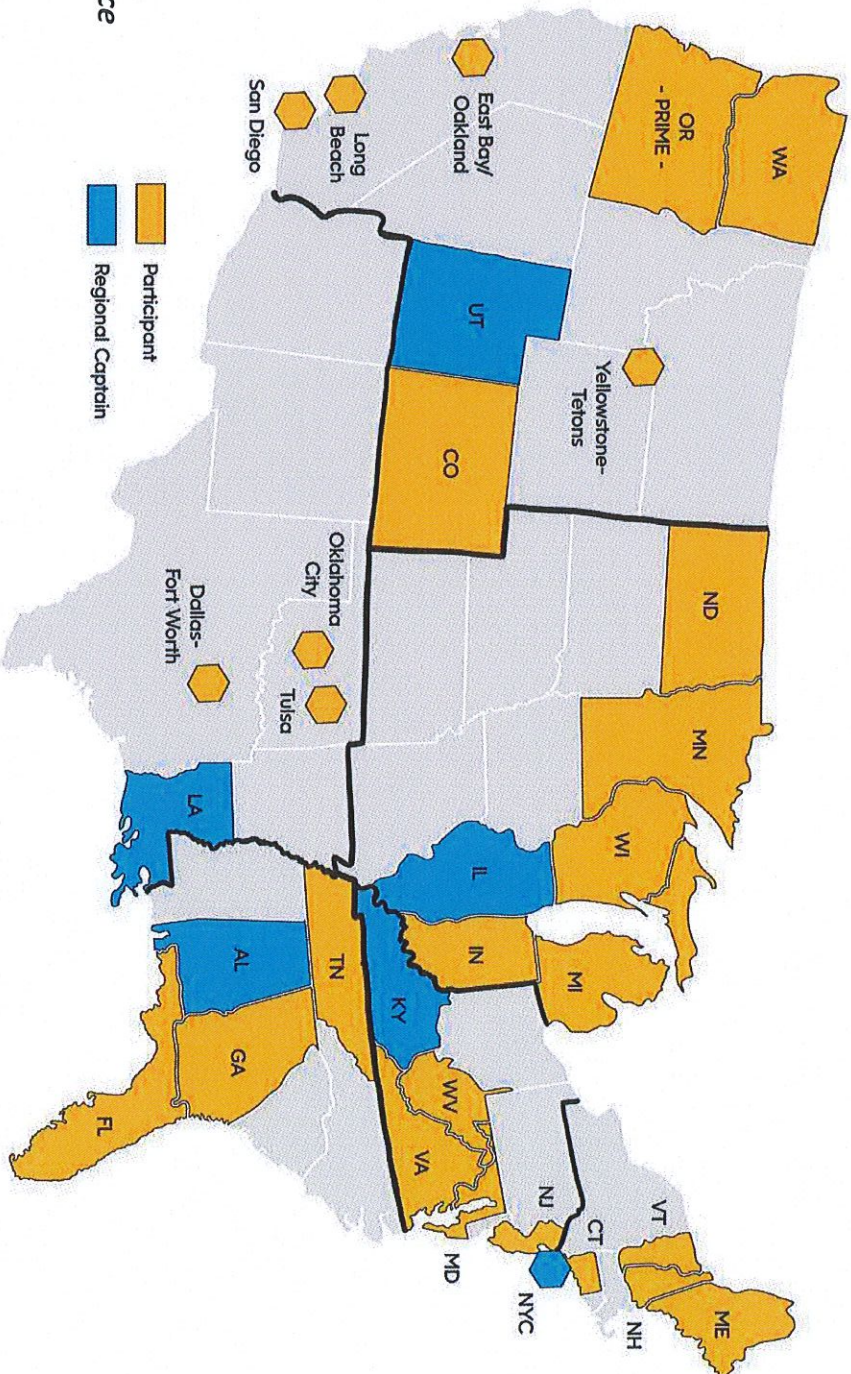 WA
OR
- PRIME -
East Bay/
Oakland
Long
Beach
San Diego
UT
Yellowstone-
Tetons
CO
ND
MN
WI
MI
IL
IN
Oklahoma
City
Tulsa
Dallas-
Fort Worth
LA
AL
TN
KY
GA
FL
WV
VA
MD
NJ
NYC
CT
VT
NH
ME
Participant
Regional Captain